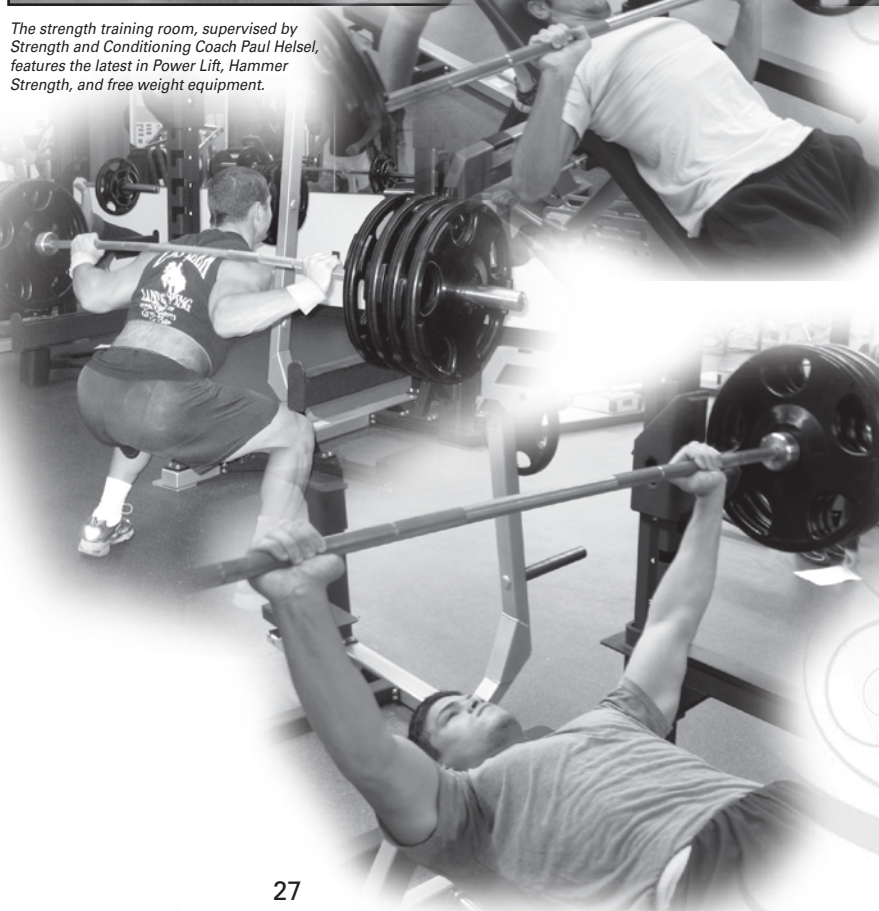 The strength training room, supervised by
Strength and Conditioning Coach Paul Helsel,
features the latest in Power Lift, Hammer
Strength, and free weight equipment.
27